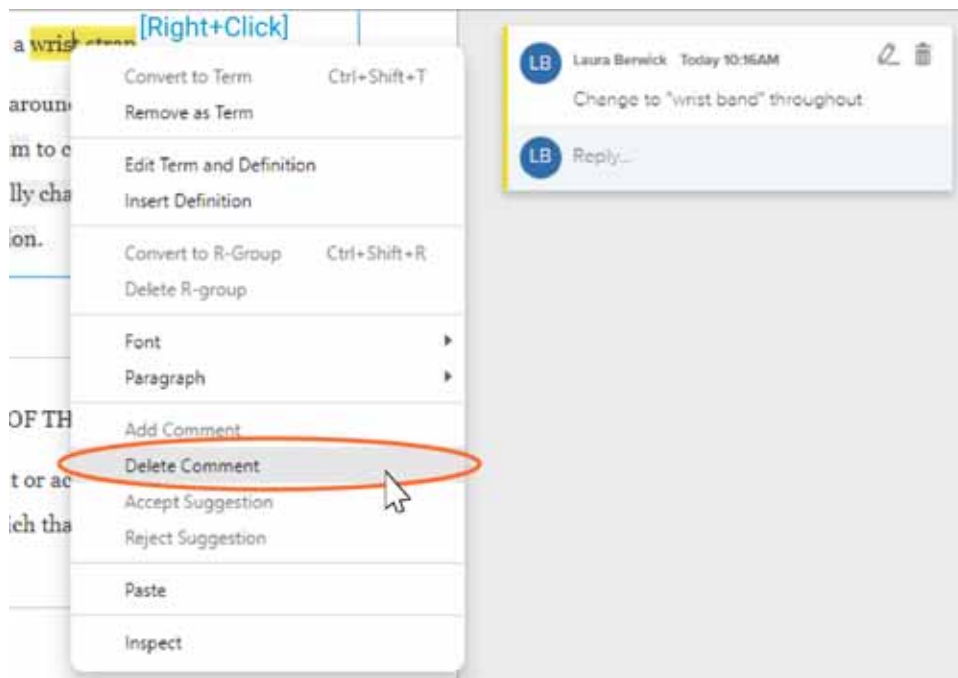 [Right+Click]
a wrist strap
Convert to Term Ctrl+Shift+T
aroun
Remove as Term
m to c
Edit Term and Definition
lly cha
Insert Definition
on.
Convert to R-Group Ctrl+Shift+R
Delete R-group
Font
Paragraph
OF TH
Add Comment
Delete Comment
t or ac
Accept Suggestion
ich tha
Reject Suggestion
Paste
Inspect
LB Laura Berwick Today 10:16AM
Change to "wrist band" throughout
LB Reply...